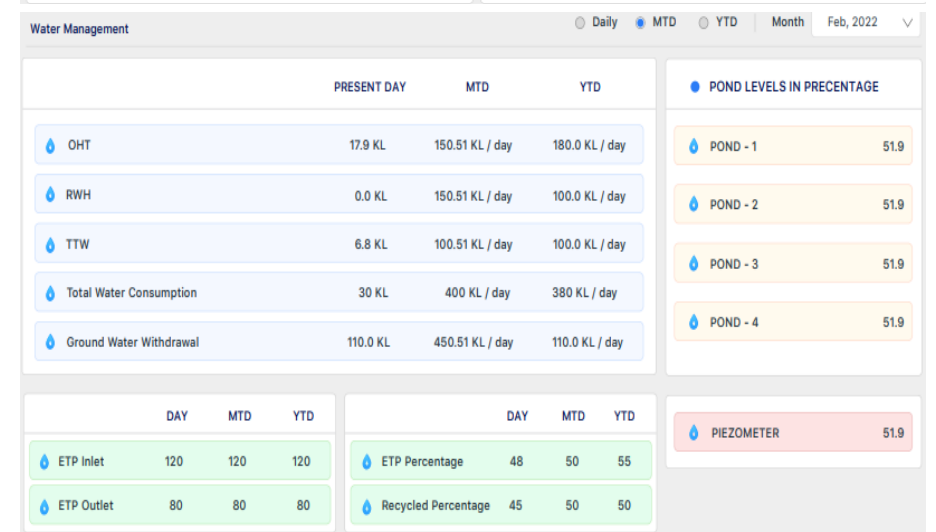 Water Management Daily MTD YTD Month Feb, 2022
PRESENT DAY MTD YTD
OHT 17.9 KL 150.51 KL / day 180.0 KL / day
RWH 0.0 KL 150.51 KL / day 100.0 KL / day
TTW 6.8 KL 100.51 KL / day 100.0 KL / day
Total Water Consumption 30 KL 400 KL / day 380 KL / day
Ground Water Withdrawal 110.0 KL 450.51 KL / day 110.0 KL / day
POND LEVELS IN PRECENTAGE
POND - 1 51.9
POND - 2 51.9
POND - 3 51.9
POND - 4 51.9
DAY MTD YTD
ETP Inlet 120 120 120
ETP Outlet 80 80 80
DAY MTD YTD
ETP Percentage 48 50 55
Recycled Percentage 45 50 50
PIEZOMETER 51.9